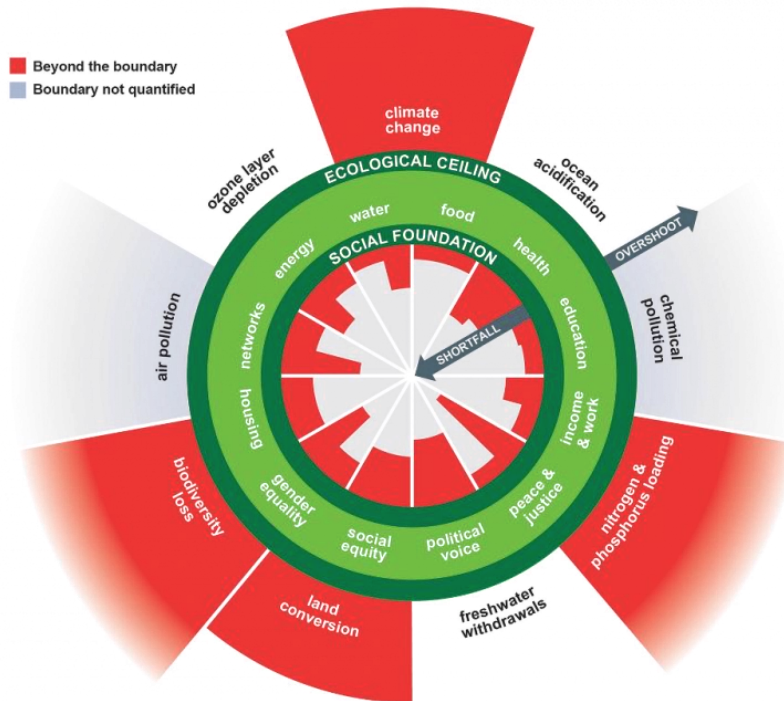 Beyond the boundary
Boundary not quantified
climate
change
ozone layer
depletion
ocean
acidification
ECOLOGICAL CEILING
OVERSHOOT
water
food
energy
health
SOCIAL FOUNDATION
networks
education
SHORTFALL
air pollution
chemical
pollution
housing
income
& work
biodiversity
loss
nitrogen &
phosphorus loading
gender
equality
peace &
justice
social
equity
political
voice
land
conversion
freshwater
withdrawals